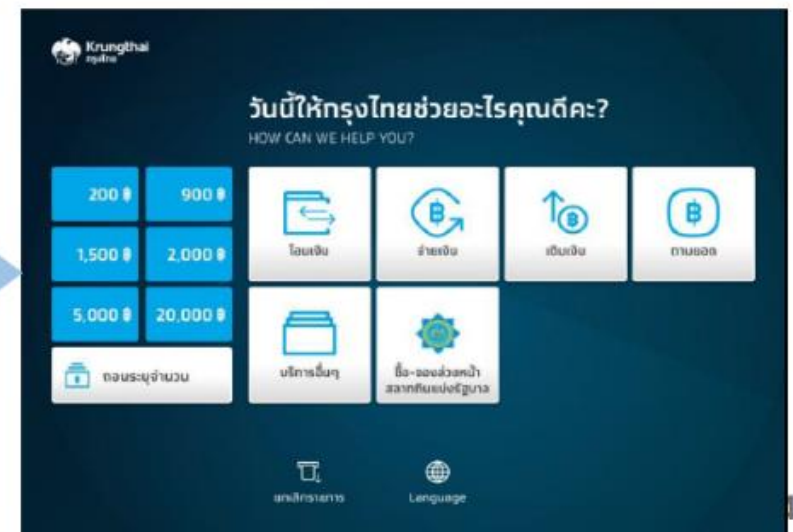 Krungthai
กรุงไทย
วันนี้ให้กรุงไทยช่วยอะไรคุณดีคะ?
HOW CAN WE HELP YOU?
200 ฿
900 ฿
1,500 ฿
2,000 ฿
5,000 ฿
20,000 ฿
ถอนระบุจำนวน
โอนเงิน
จ่ายเงิน
เติมเงิน
ถามยอด
บริการอื่นๆ
ซื้อ-จองล่วงหน้า
สลากกินแบ่งรัฐบาล
ยกเลิกรายการ
Language